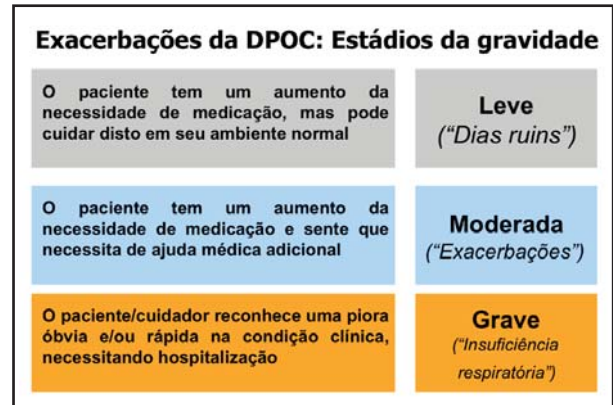 Exacerbações da DPOC: Estádios da gravidade
O paciente tem um aumento da
necessidade de medicação, mas pode
cuidar disto em seu ambiente normal
Leve
("Dias ruins")
O paciente tem um aumento da
necessidade de medicação e sente que
necessita de ajuda médica adicional
Moderada
("Exacerbações")
O paciente/cuidador reconhece uma piora
óbvia e/ou rápida na condição clínica,
necessitando hospitalização
Grave
("Insuficiência
respiratória")